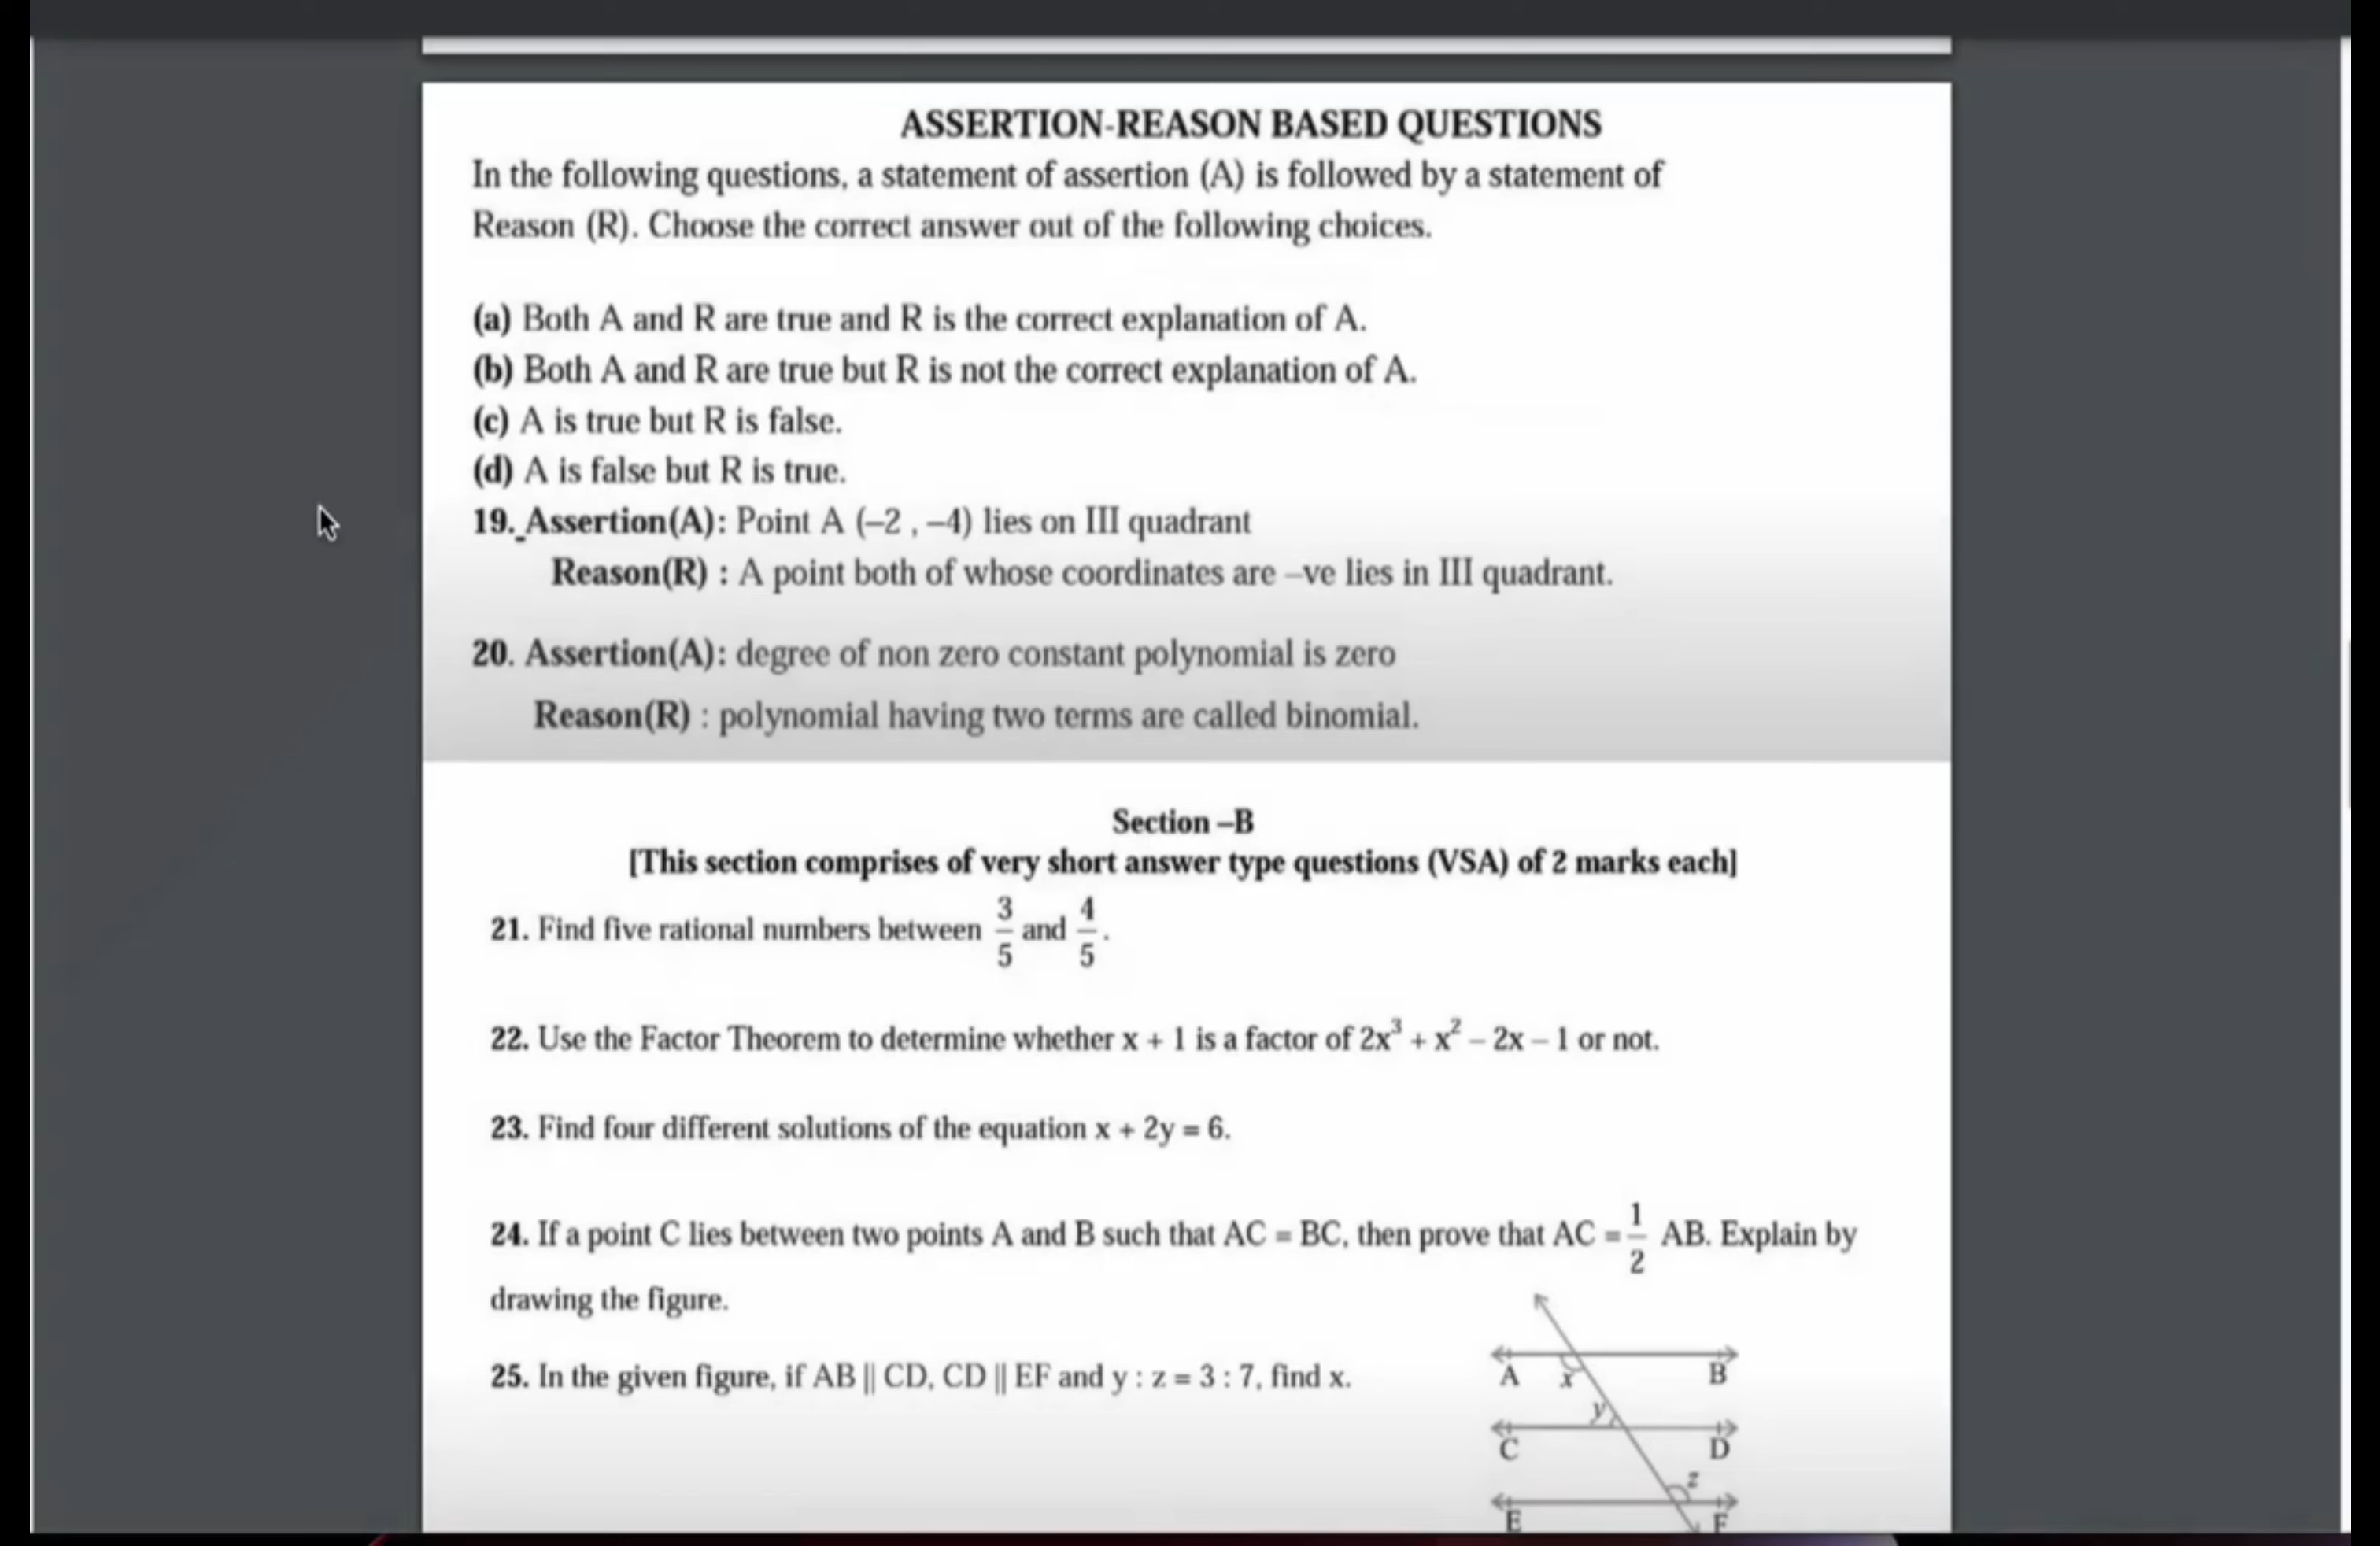 ASSERTION-REASON BASED QUESTIONS
In the following questions, a statement of assertion (A) is followed by a statement of
Reason (R). Choose the correct answer out of the following choices.
(a) Both A and R are true and R is the correct explanation of A.
(b) Both A and R are true but R is not the correct explanation of A.
(c) A is true but R is false.
(d) A is false but R is true.
19. Assertion(A): Point A (–2 , –4) lies on III quadrant
Reason(R) : A point both of whose coordinates are –ve lies in III quadrant.
20. Assertion(A): degree of non zero constant polynomial is zero
Reason(R) : polynomial having two terms are called binomial.
Section –B
[This section comprises of very short answer type questions (VSA) of 2 marks each]
21. Find five rational numbers between 3/5 and 4/5.
22. Use the Factor Theorem to determine whether x + 1 is a factor of 2x³ + x² – 2x – 1 or not.
23. Find four different solutions of the equation x + 2y = 6.
24. If a point C lies between two points A and B such that AC = BC, then prove that AC = 1/2 AB. Explain by
drawing the figure.
25. In the given figure, if AB || CD, CD || EF and y : z = 3 : 7, find x.
A x B
y
C D
z
E F